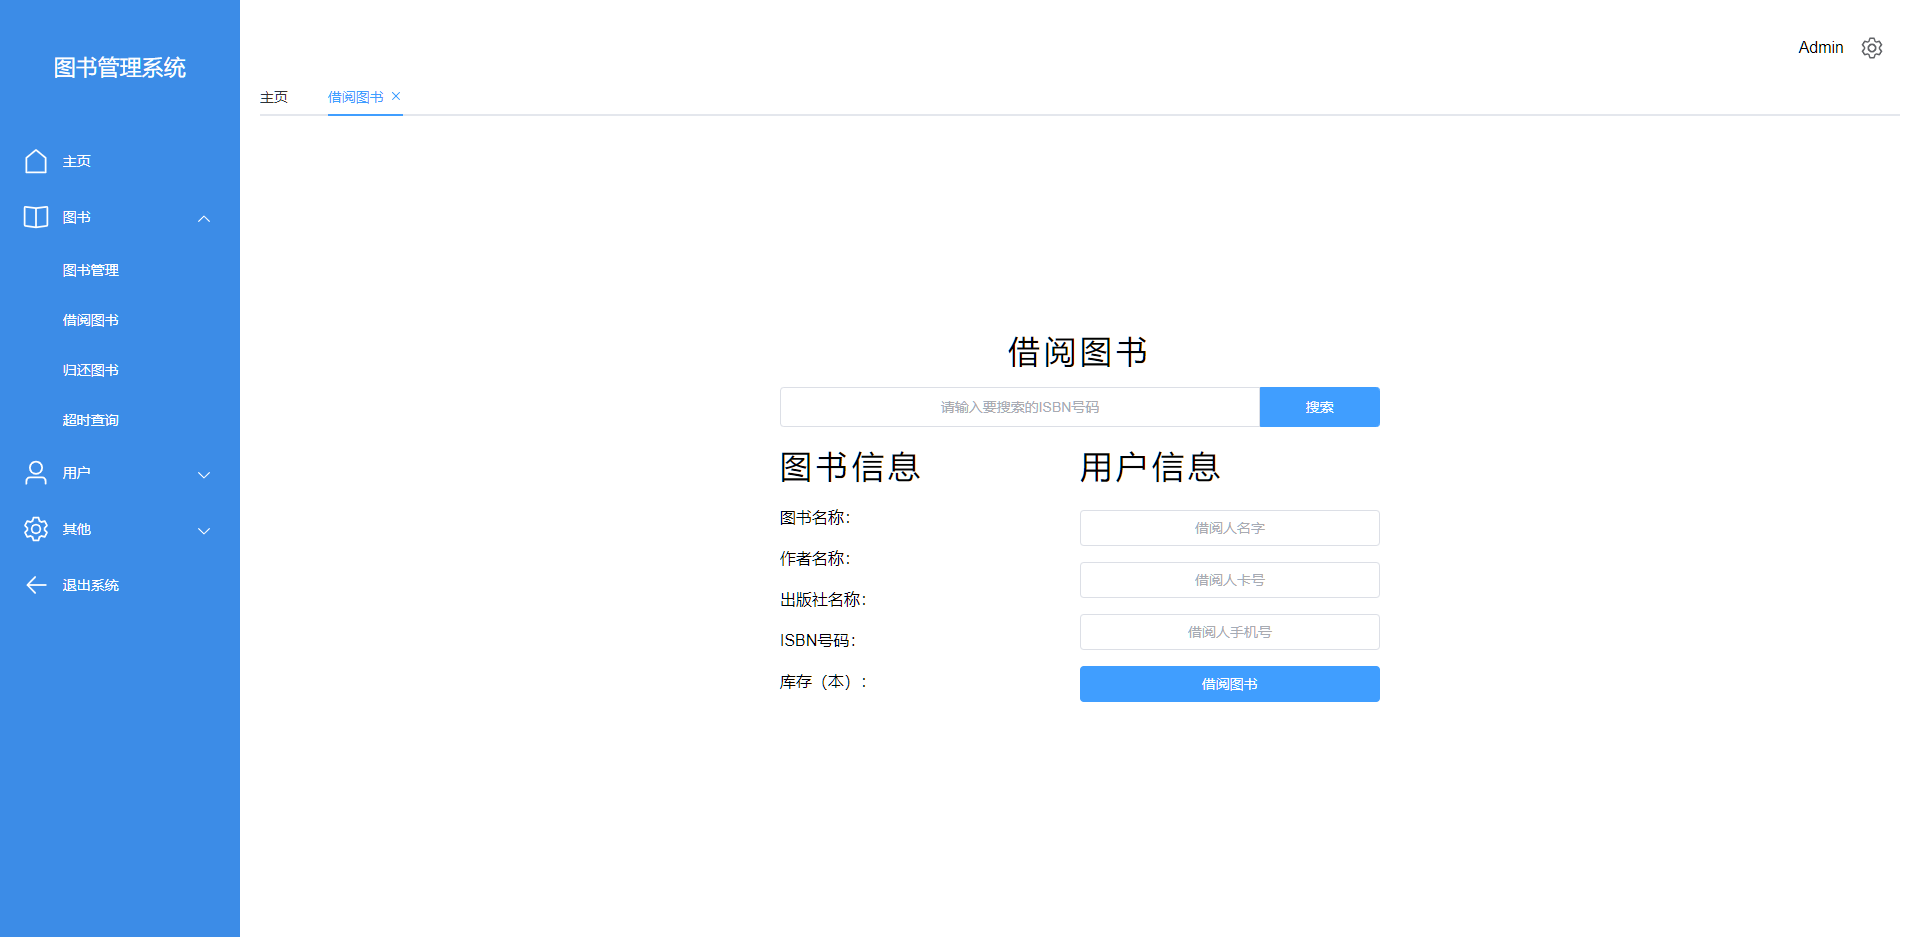 图书管理系统
主页
图书
图书管理
借阅图书
归还图书
超时查询
用户
其他
退出系统
Admin
主页 借阅图书
借阅图书
请输入要搜索的ISBN号码 搜索
图书信息
图书名称：
作者名称：
出版社名称：
ISBN号码：
库存（本）：
用户信息
借阅人名字
借阅人卡号
借阅人手机号
借阅图书